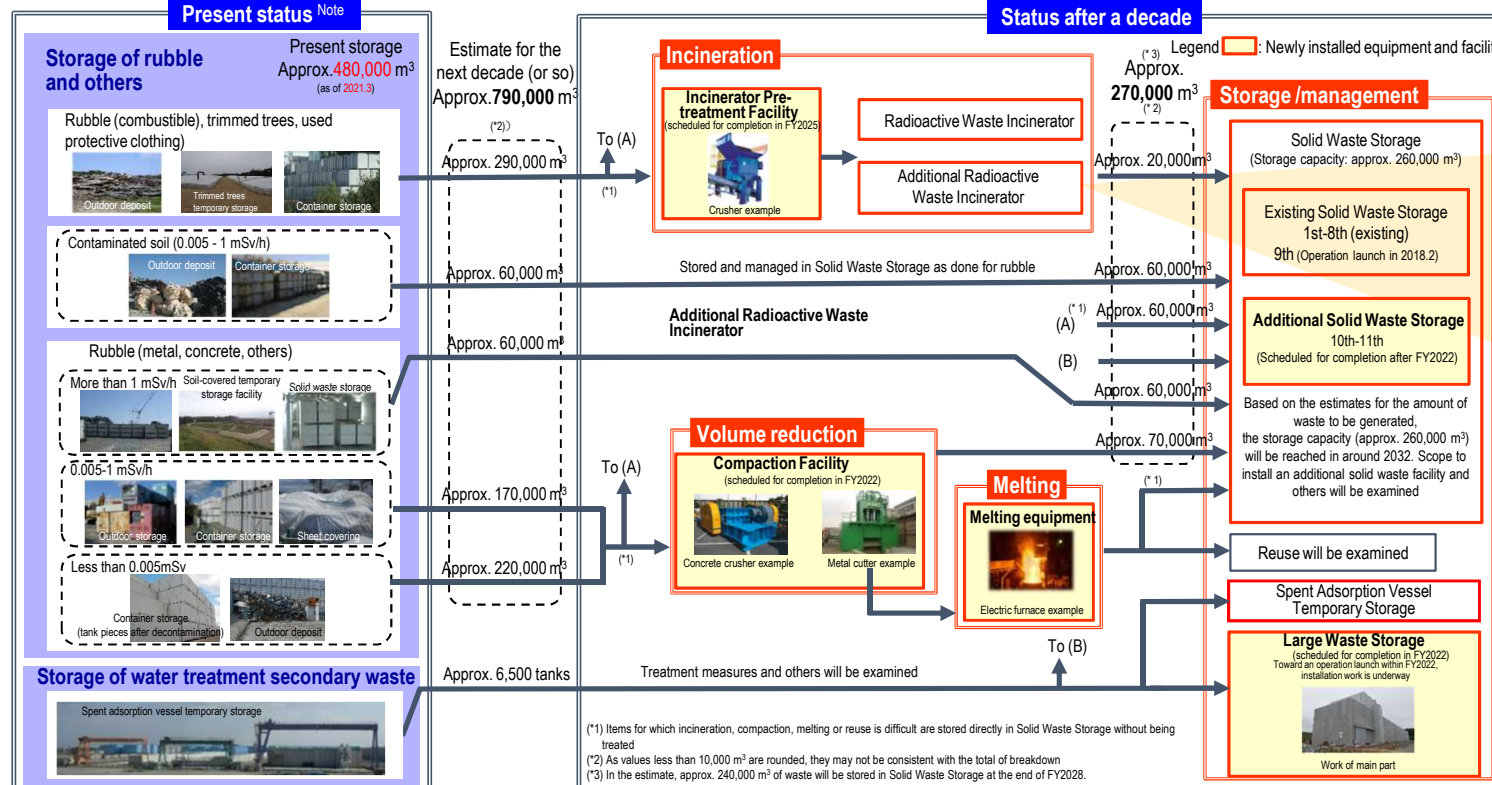 Present status Note
Storage of rubble
and others
Present storage
Approx.480,000 m³
(as of 2021.3)
Rubble (combustible), trimmed trees, used
protective clothing)
Outdoor deposit
Trimmed trees
temporary storage
Container storage
Contaminated soil (0.005 - 1 mSv/h)
Outdoor deposit
Container storage
Rubble (metal, concrete, others)
More than 1 mSv/h
Soil-covered temporary
storage facility
Solid waste storage
0.005-1 mSv/h
Outdoor storage
Container storage
Sheet covering
Less than 0.005mSv
Container storage
(tank pieces after decontamination)
Outdoor deposit
Storage of water treatment secondary waste
Spent adsorption vessel temporary storage
Estimate for the
next decade (or so)
Approx.790,000 m³
(*2)
Approx. 290,000 m³
Approx. 60,000 m³
Approx. 60,000 m³
Approx. 170,000 m³
Approx. 220,000 m³
Approx. 6,500 tanks
Status after a decade
Legend : Newly installed equipment and facilit
To (A)
(*1)
Incineration
Incinerator Pre-
treatment Facility
(scheduled for completion in FY2025)
Crusher example
Radioactive Waste Incinerator
Additional Radioactive
Waste Incinerator
Stored and managed in Solid Waste Storage as done for rubble
Additional Radioactive Waste
Incinerator
To (A)
(*1)
Volume reduction
Compaction Facility
(scheduled for completion in FY2022)
Concrete crusher example
Metal cutter example
Melting
Melting equipment
Electric furnace example
Treatment measures and others will be examined
To (B)
(* 3)
Approx.
270,000 m³
(* 2)
Approx. 20,000 m³
Approx. 60,000 m³
(A)
(* 1)
Approx. 60,000 m³
(B)
Approx. 60,000 m³
Approx. 70,000 m³
(* 1)
Storage /management
Solid Waste Storage
(Storage capacity: approx. 260,000 m³)
Existing Solid Waste Storage
1st-8th (existing)
9th (Operation launch in 2018.2)
Additional Solid Waste Storage
10th-11th
(Scheduled for completion after FY2022)
Based on the estimates for the amount of
waste to be generated,
the storage capacity (approx. 260,000 m³)
will be reached in around 2032. Scope to
install an additional solid waste facility and
others will be examined
Reuse will be examined
Spent Adsorption Vessel
Temporary Storage
Large Waste Storage
(scheduled for completion in FY2022)
Toward an operation launch within FY2022,
installation work is underway
Work of main part
(*1) Items for which incineration, compaction, melting or reuse is difficult are stored directly in Solid Waste Storage without being
treated
(*2) As values less than 10,000 m³ are rounded, they may not be consistent with the total of breakdown
(*3) In the estimate, approx. 240,000 m³ of waste will be stored in Solid Waste Storage at the end of FY2028.